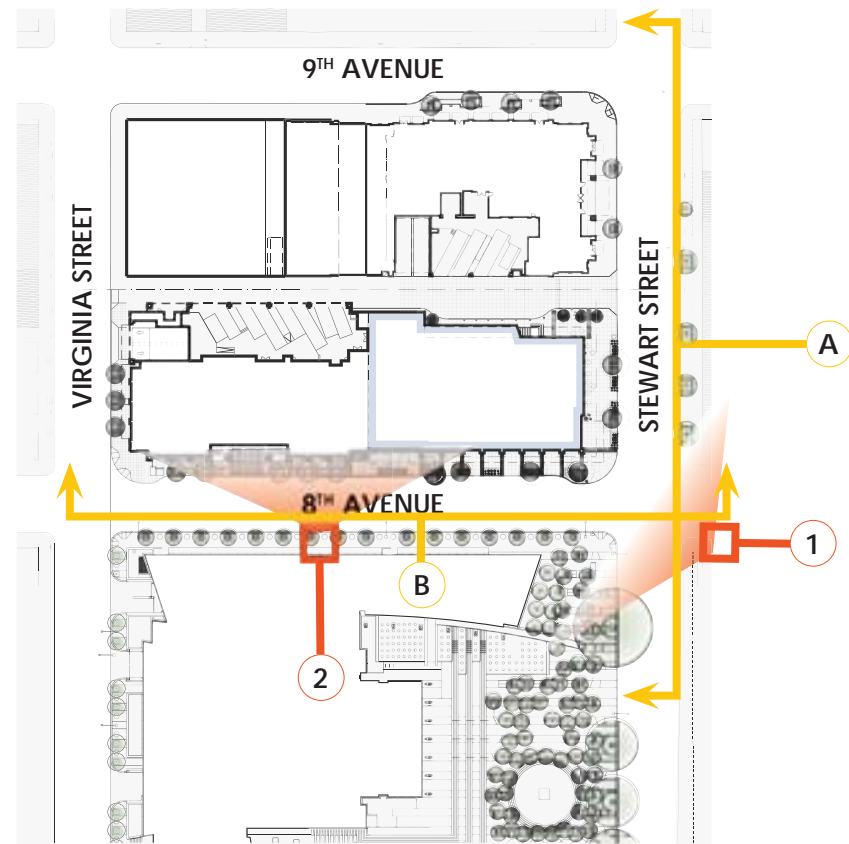 9TH AVENUE
VIRGINIA STREET
STEWART STREET
A
8TH AVENUE
1
B
2